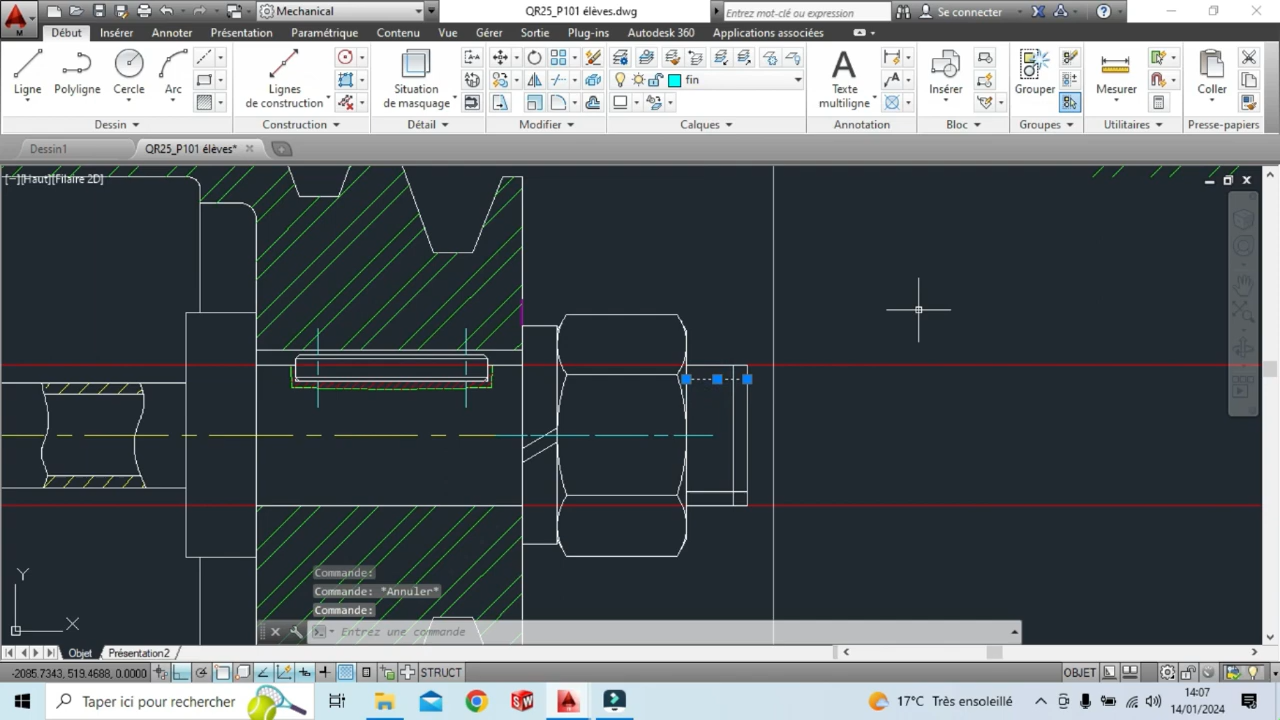 Mechanical
QR25_P101 élèves.dwg
Entrez mot-clé ou expression
Se connecter
M
Début Insérer Annoter Présentation Paramétrique Contenu Vue Gérer Sortie Plug-ins Autodesk 360 Applications associées
Ligne Polyligne Cercle Arc
Lignes
de construction
Situation
de masquage
fin
Texte
multiligne
Insérer
Grouper
Mesurer
Coller
Dessin Construction Détail Modifier Calques Annotation Bloc Groupes Utilitaires Presse-papiers
Dessin1 QR25_P101 élèves*
[−][Haut][Filaire 2D]
Y
X
Commande:
Commande: *Annuler*
Commande:
Entrez une commande
Objet Présentation2
-2085.7343, 519.4688, 0.0000 STRUCT OBJET
Taper ici pour rechercher
17°C Très ensoleillé
14:07
14/01/2024